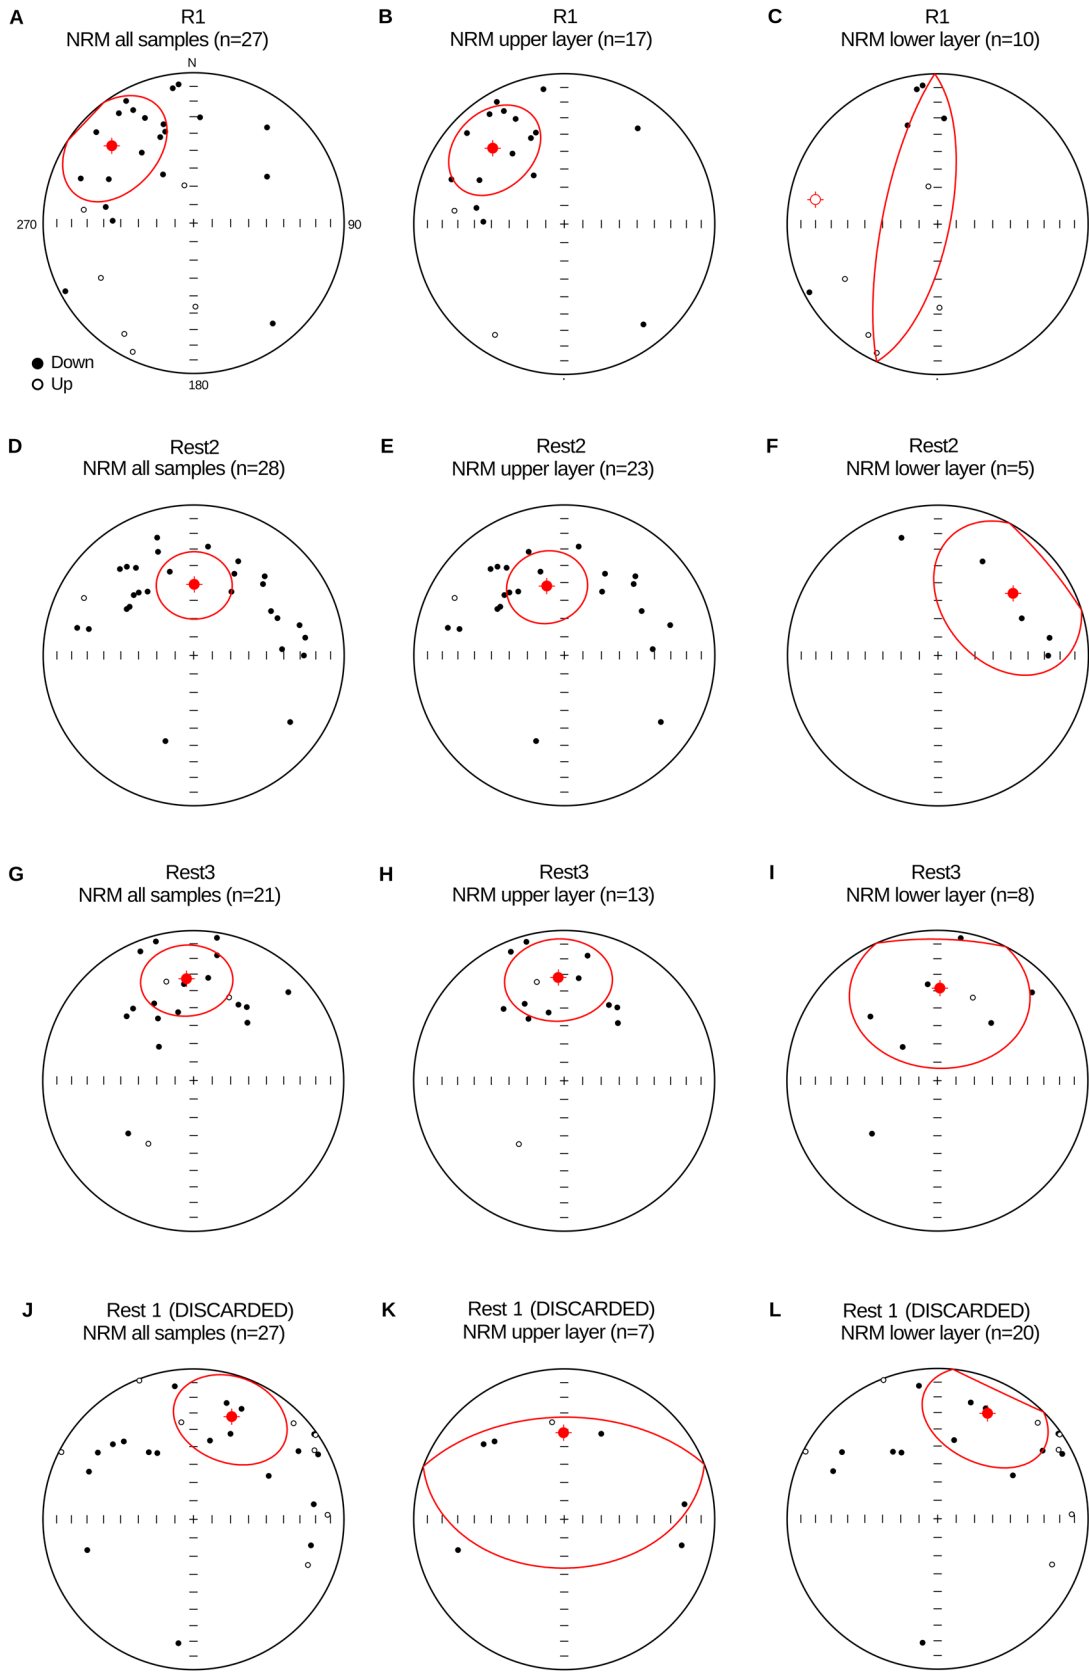 A
R1
NRM all samples (n=27)
B
R1
NRM upper layer (n=17)
C
R1
NRM lower layer (n=10)
N
270
90
180
Down
Up
D
Rest2
NRM all samples (n=28)
E
Rest2
NRM upper layer (n=23)
F
Rest2
NRM lower layer (n=5)
G
Rest3
NRM all samples (n=21)
H
Rest3
NRM upper layer (n=13)
I
Rest3
NRM lower layer (n=8)
J
Rest 1 (DISCARDED)
NRM all samples (n=27)
K
Rest 1 (DISCARDED)
NRM upper layer (n=7)
L
Rest 1 (DISCARDED)
NRM lower layer (n=20)